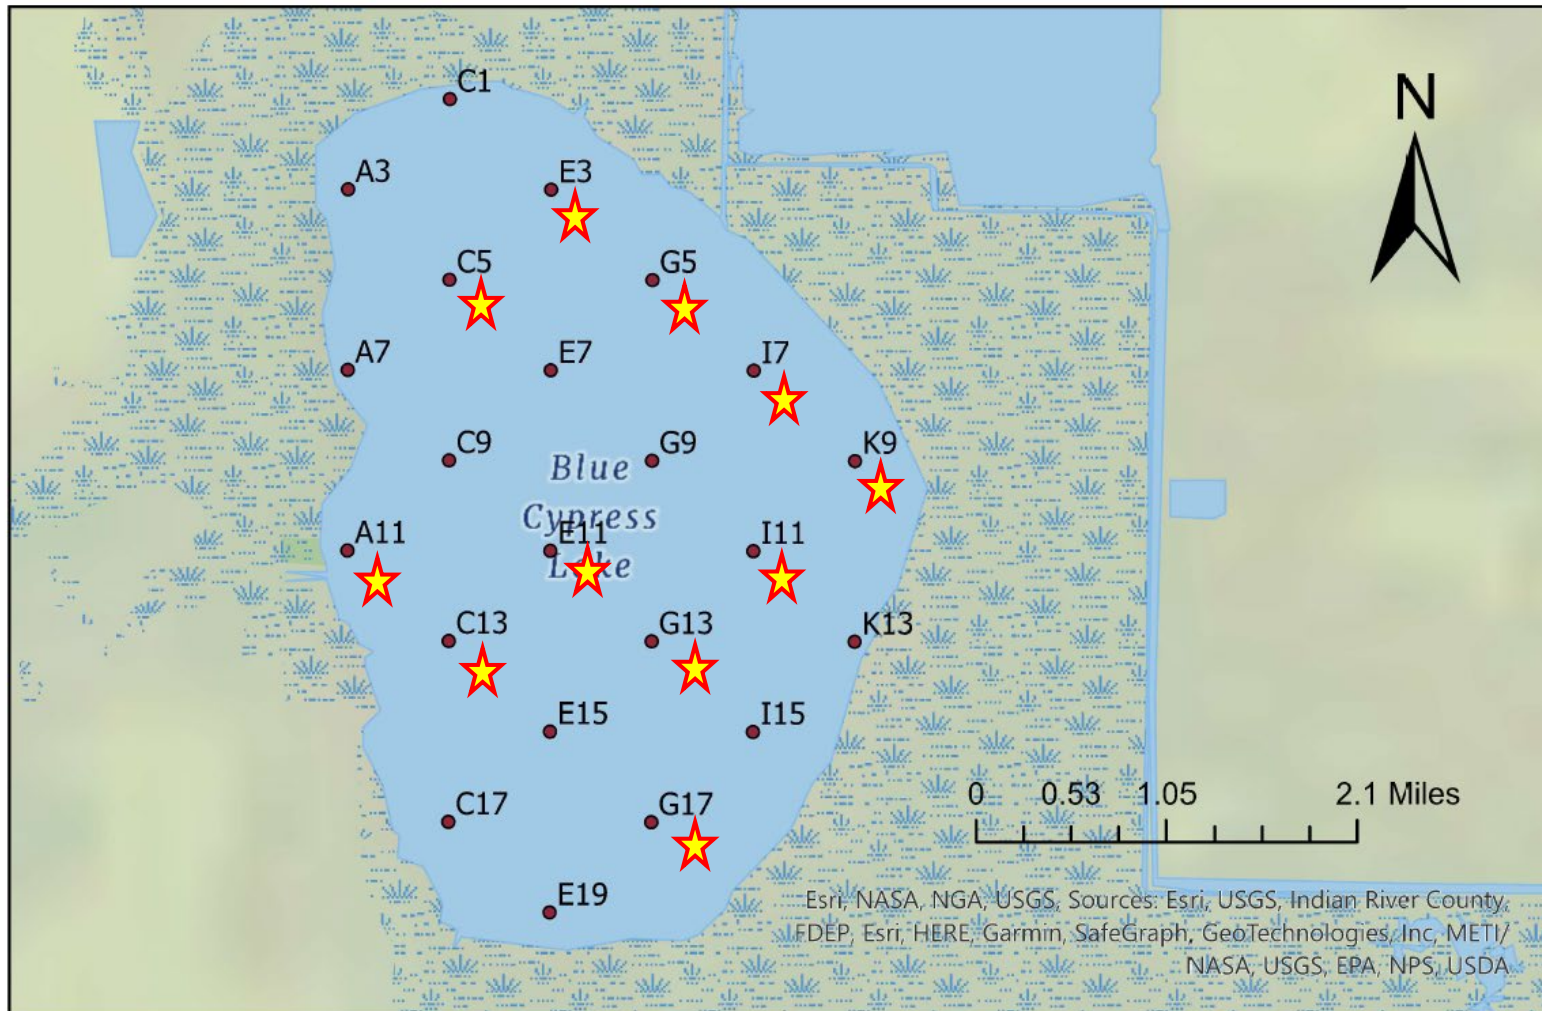 C1
N
A3
E3
C5
G5
A7
E7
I7
C9
G9
K9
Blue
Cypress
Lake
A11
E11
I11
C13
G13
K13
E15
I15
0 0.53 1.05 2.1 Miles
C17
G17
E19
Esri, NASA, NGA, USGS, Sources: Esri, USGS, Indian River County,
FDEP, Esri, HERE, Garmin, SafeGraph, GeoTechnologies, Inc, METI/
NASA, USGS, EPA, NPS, USDA